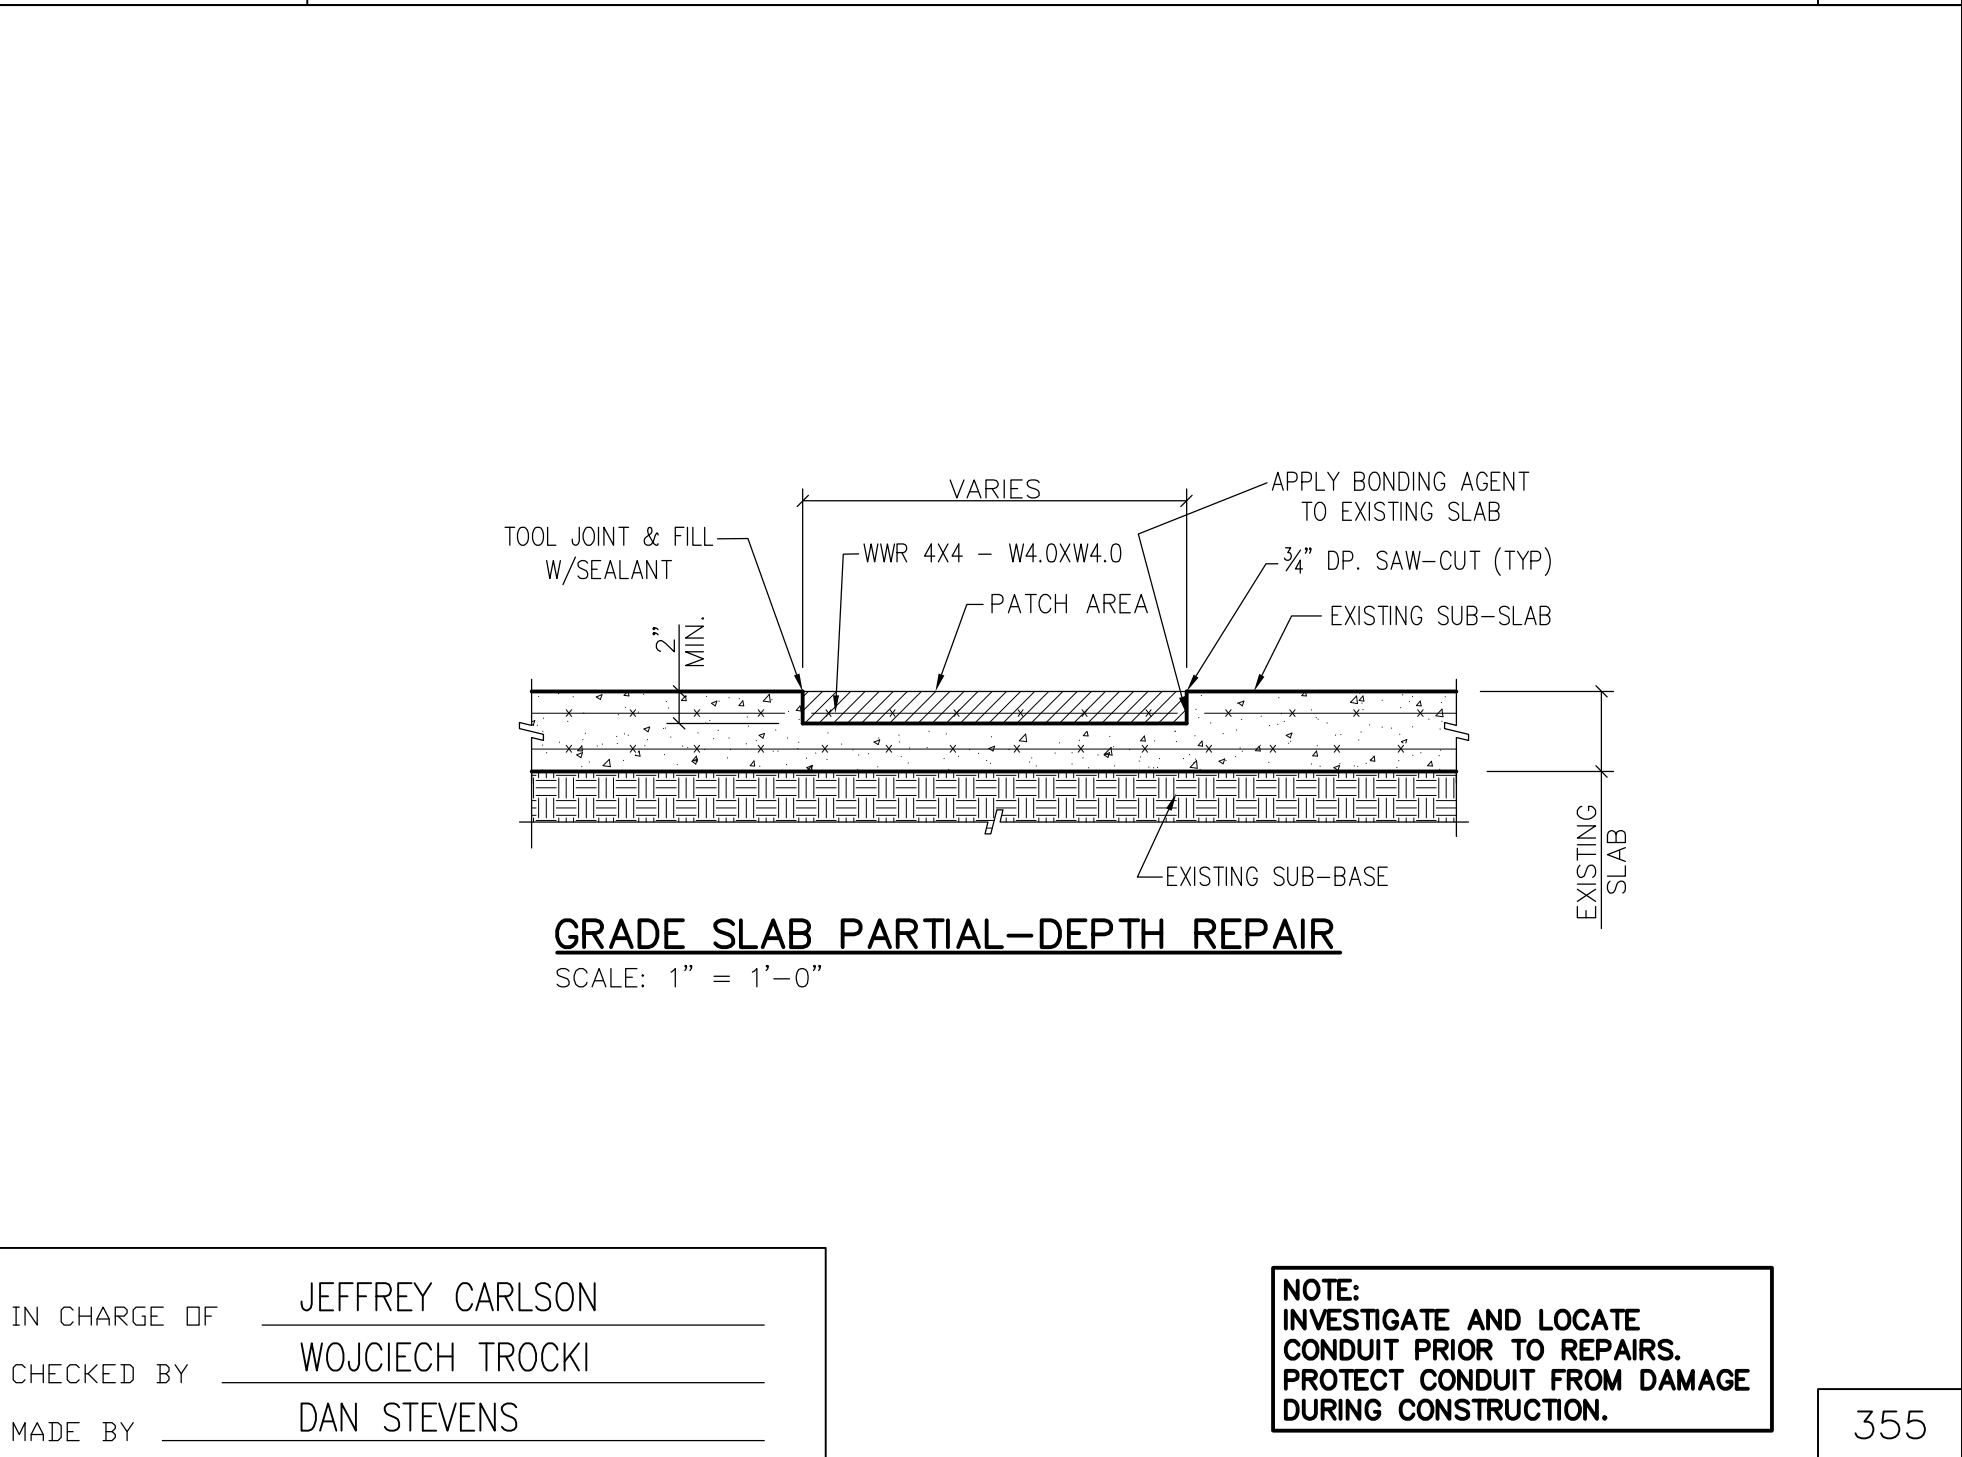 VARIES
APPLY BONDING AGENT
TO EXISTING SLAB
TOOL JOINT & FILL
W/SEALANT
WWR 4X4 – W4.0XW4.0
¾” DP. SAW–CUT (TYP)
PATCH AREA
EXISTING SUB–SLAB
2”
MIN.
EXISTING
SLAB
EXISTING SUB–BASE
GRADE SLAB PARTIAL–DEPTH REPAIR
SCALE: 1” = 1’–0”
IN CHARGE OF JEFFREY CARLSON
CHECKED BY WOJCIECH TROCKI
MADE BY DAN STEVENS
NOTE:
INVESTIGATE AND LOCATE
CONDUIT PRIOR TO REPAIRS.
PROTECT CONDUIT FROM DAMAGE
DURING CONSTRUCTION.
355